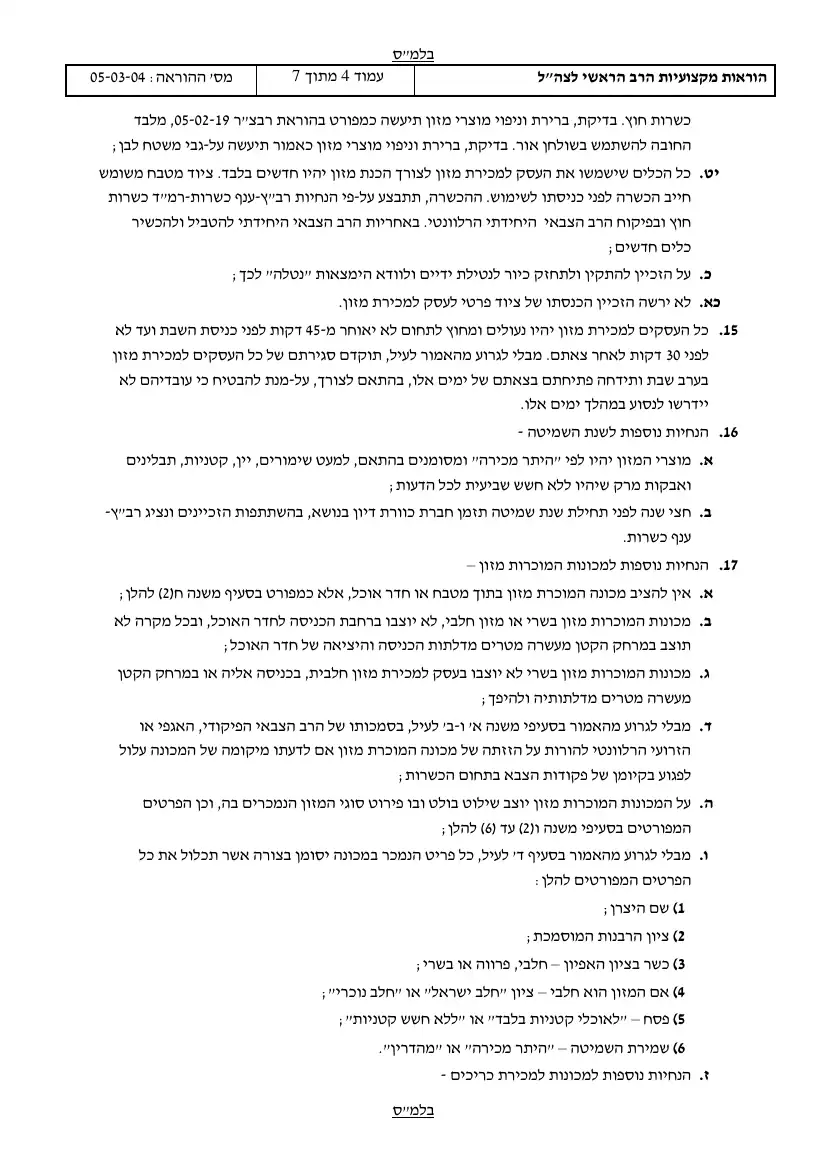 בלמ״ס
הוראות מקצועיות הרב הראשי לצה״ל עמוד 4 מתוך 7 מס׳ ההוראה: 05-03-04
כשרות חוץ. בדיקת, ברירת וניפוי מוצרי מזון תיעשה כמפורט בהוראת רבצ״ר 05-02-19, מלבד
החובה להשתמש בשולחן אור. בדיקת, ברירת וניפוי מוצרי מזון כאמור תיעשה על-גבי משטח לבן;
יט. כל הכלים שישמשו את העסק למכירת מזון לצורך הכנת מזון יהיו חדשים בלבד. ציוד מטבח משומש
חייב הכשרה לפני כניסתו לשימוש. ההכשרה, תתבצע על-פי הנחיות רב״ץ-ענף כשרות-רמ״ד כשרות
חוץ ובפיקוח הרב הצבאי היחידתי הרלוונטי. באחריות הרב הצבאי היחידתי להטביל ולהכשיר
כלים חדשים;
כ. על הזכיין להתקין ולתחזק כיור לנטילת ידיים ולוודא הימצאות ״נטלה״ לכך;
כא. לא ירשה הזכיין הכנסתו של ציוד פרטי לעסק למכירת מזון.
15. כל העסקים למכירת מזון יהיו נעולים ומחוץ לתחום לא יאוחר מ-45 דקות לפני כניסת השבת ועד לא
לפני 30 דקות לאחר צאתם. מבלי לגרוע מהאמור לעיל, תוקדם סגירתם של כל העסקים למכירת מזון
בערב שבת ותידחה פתיחתם בצאתם של ימים אלו, בהתאם לצורך, על-מנת להבטיח כי עובדיהם לא
יידרשו לנסוע במהלך ימים אלו.
16. הנחיות נוספות לשנת השמיטה -
א. מוצרי המזון יהיו לפי ״היתר מכירה״ ומסומנים בהתאם, למעט שימורים, יין, קטניות, תבלינים
ואבקות מרק שיהיו ללא חשש שביעית לכל הדעות;
ב. חצי שנה לפני תחילת שנת שמיטה תזמן חברת כוורת דיון בנושא, בהשתתפות הזכיינים ונציג רב״ץ-
ענף כשרות.
17. הנחיות נוספות למכונות המוכרות מזון –
א. אין להציב מכונה המוכרת מזון בתוך מטבח או חדר אוכל, אלא כמפורט בסעיף משנה ח(2) להלן;
ב. מכונות המוכרות מזון בשרי או מזון חלבי, לא יוצבו ברחבת הכניסה לחדר האוכל, ובכל מקרה לא
תוצב במרחק הקטן מעשרה מטרים מדלתות הכניסה והיציאה של חדר האוכל;
ג. מכונות המוכרות מזון בשרי לא יוצבו בעסק למכירת מזון חלבית, בכניסה אליה או במרחק הקטן
מעשרה מטרים מדלתותיה ולהיפך;
ד. מבלי לגרוע מהאמור בסעיפי משנה א׳ ו-ב׳ לעיל, בסמכותו של הרב הצבאי הפיקודי, האגפי או
הזרועי הרלוונטי להורות על הזזתה של מכונה המוכרת מזון אם לדעתו מיקומה של המכונה עלול
לפגוע בקיומן של פקודות הצבא בתחום הכשרות;
ה. על המכונות המוכרות מזון יוצב שילוט בולט ובו פירוט סוגי המזון הנמכרים בה, וכן הפרטים
המפורטים בסעיפי משנה ו(2) עד (6) להלן;
ו. מבלי לגרוע מהאמור בסעיף ד׳ לעיל, כל פריט הנמכר במכונה יסומן בצורה אשר תכלול את כל
הפרטים המפורטים להלן:
1) שם היצרן;
2) ציון הרבנות המוסמכת;
3) כשר בציון האפיון – חלבי, פרווה או בשרי;
4) אם המזון הוא חלבי – ציון ״חלב ישראל״ או ״חלב נוכרי״;
5) פסח – ״לאוכלי קטניות בלבד״ או ״ללא חשש קטניות״;
6) שמירת השמיטה – ״היתר מכירה״ או ״מהדרין״.
ז. הנחיות נוספות למכונות למכירת כריכים -
בלמ״ס